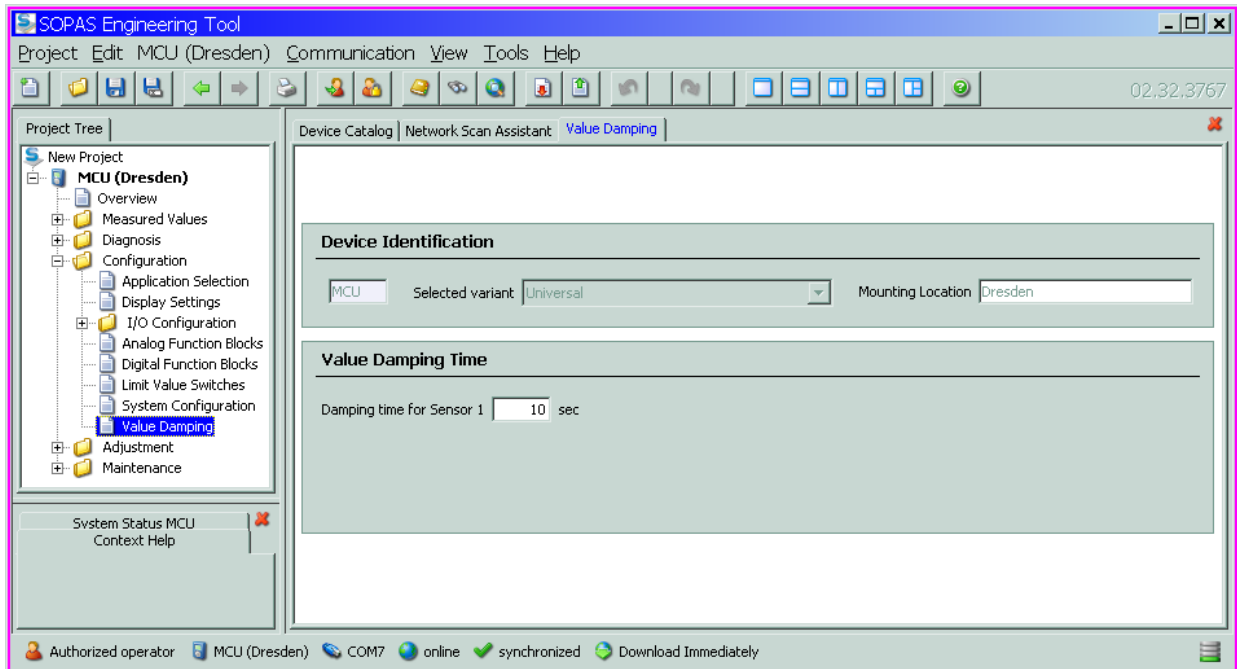 SOPAS Engineering Tool
Project Edit MCU (Dresden) Communication View Tools Help
02.32.3767
Project Tree
New Project
MCU (Dresden)
Overview
Measured Values
Diagnosis
Configuration
Application Selection
Display Settings
I/O Configuration
Analog Function Blocks
Digital Function Blocks
Limit Value Switches
System Configuration
Value Damping
Adjustment
Maintenance
System Status MCU
Context Help
Device Catalog Network Scan Assistant Value Damping
Device Identification
MCU Selected variant Universal Mounting Location Dresden
Value Damping Time
Damping time for Sensor 1 10 sec
Authorized operator MCU (Dresden) COM7 online synchronized Download Immediately